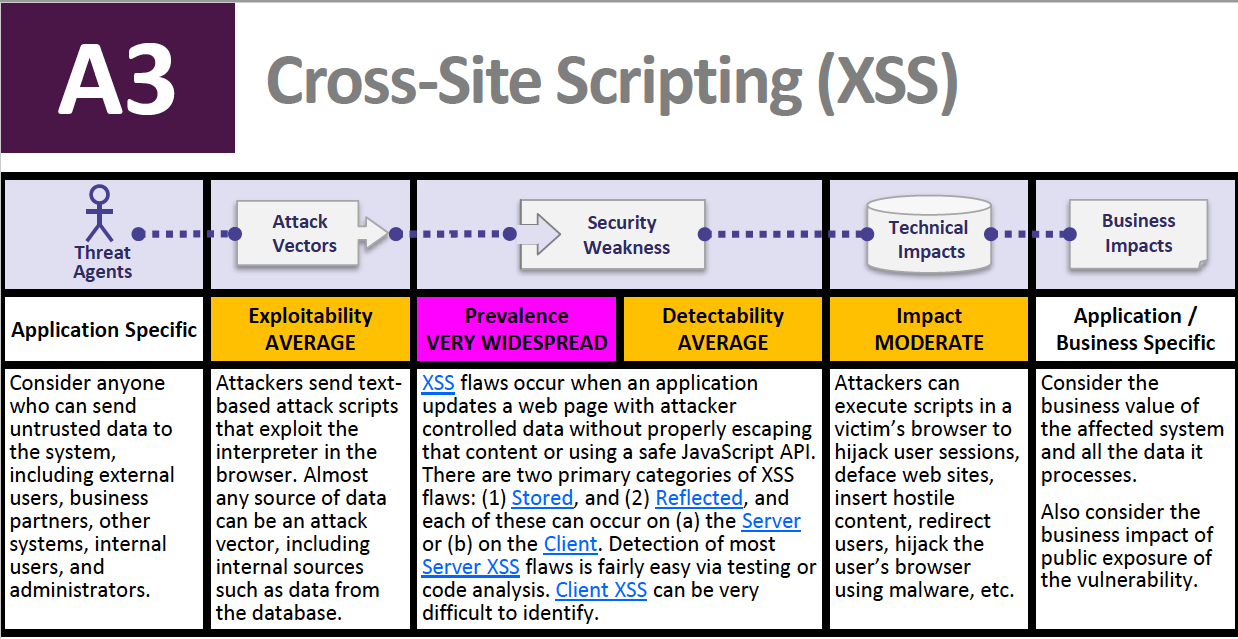 A3
Cross-Site Scripting (XSS)
Threat
Agents
Attack
Vectors
Security
Weakness
Technical
Impacts
Business
Impacts
Application Specific
Exploitability
AVERAGE
Prevalence
VERY WIDESPREAD
Detectability
AVERAGE
Impact
MODERATE
Application /
Business Specific
Consider anyone
who can send
untrusted data to
the system,
including external
users, business
partners, other
systems, internal
users, and
administrators.
Attackers send text-
based attack scripts
that exploit the
interpreter in the
browser. Almost
any source of data
can be an attack
vector, including
internal sources
such as data from
the database.
XSS flaws occur when an application
updates a web page with attacker
controlled data without properly escaping
that content or using a safe JavaScript API.
There are two primary categories of XSS
flaws: (1) Stored, and (2) Reflected, and
each of these can occur on (a) the Server
or (b) on the Client. Detection of most
Server XSS flaws is fairly easy via testing or
code analysis. Client XSS can be very
difficult to identify.
Attackers can
execute scripts in a
victim’s browser to
hijack user sessions,
deface web sites,
insert hostile
content, redirect
users, hijack the
user’s browser
using malware, etc.
Consider the
business value of
the affected system
and all the data it
processes.
Also consider the
business impact of
public exposure of
the vulnerability.